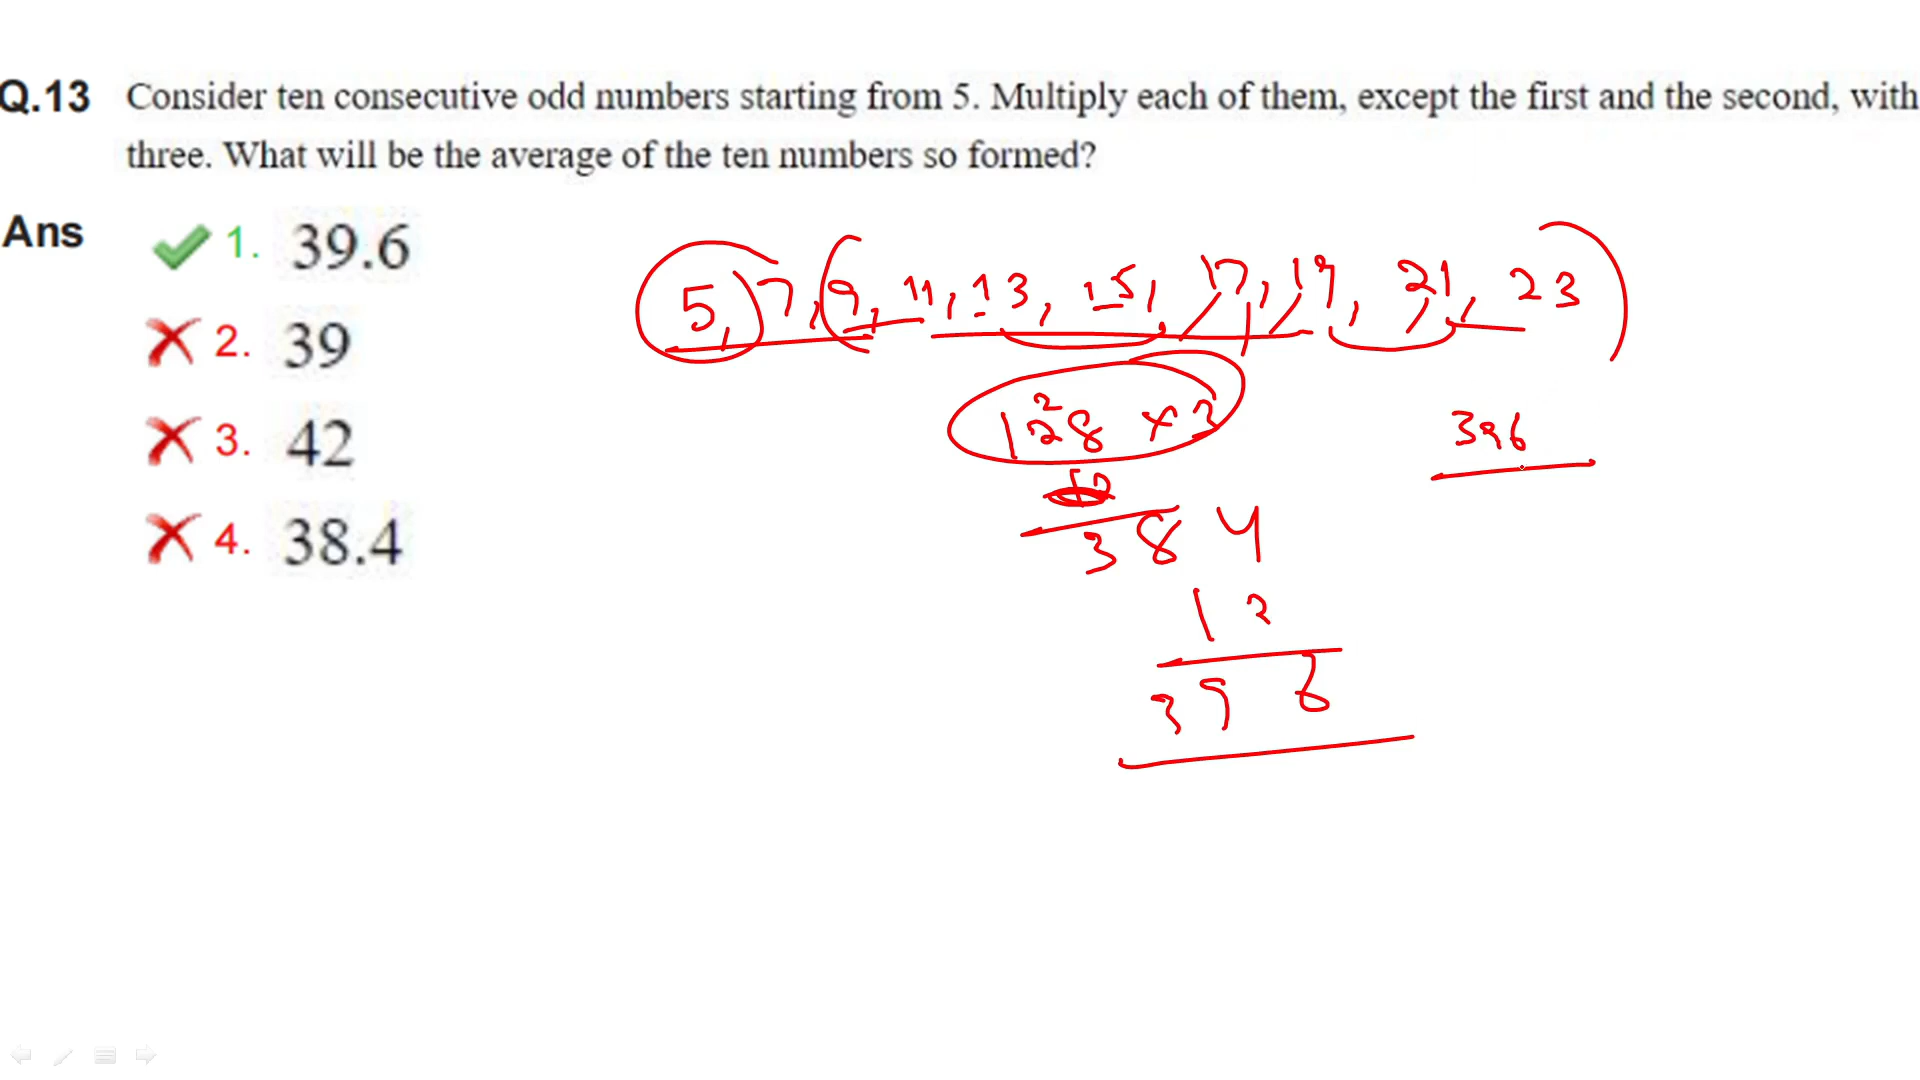 Q.13 Consider ten consecutive odd numbers starting from 5. Multiply each of them, except the first and the second, with
three. What will be the average of the ten numbers so formed?
Ans 1. 39.6
2. 39
3. 42
4. 38.4
5, 7, 9, 11, 13, 15, 17, 19, 21, 23
128 × 3
396
384
12
396